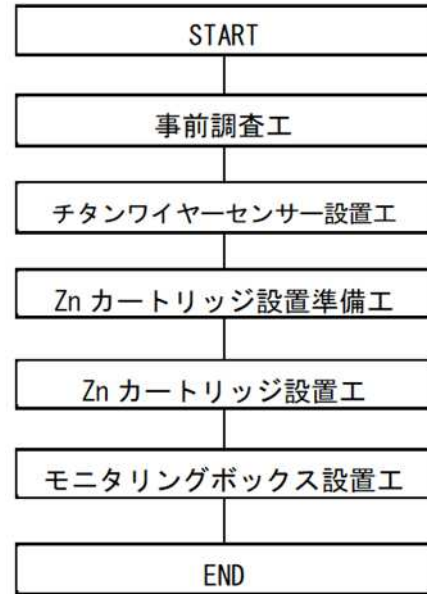 START
事前調査工
チタンワイヤーセンサー設置工
Zn カートリッジ設置準備工
Zn カートリッジ設置工
モニタリングボックス設置工
END